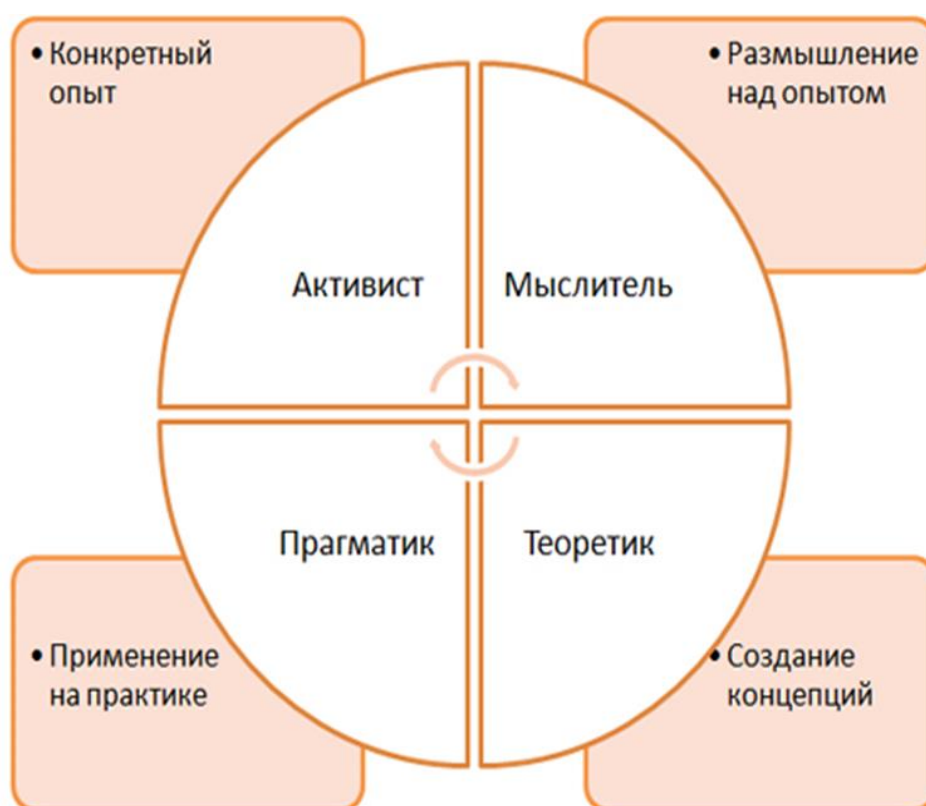 • Конкретный
опыт
• Размышление
над опытом
Активист
Мыслитель
Прагматик
Теоретик
• Применение
на практике
• Создание
концепций